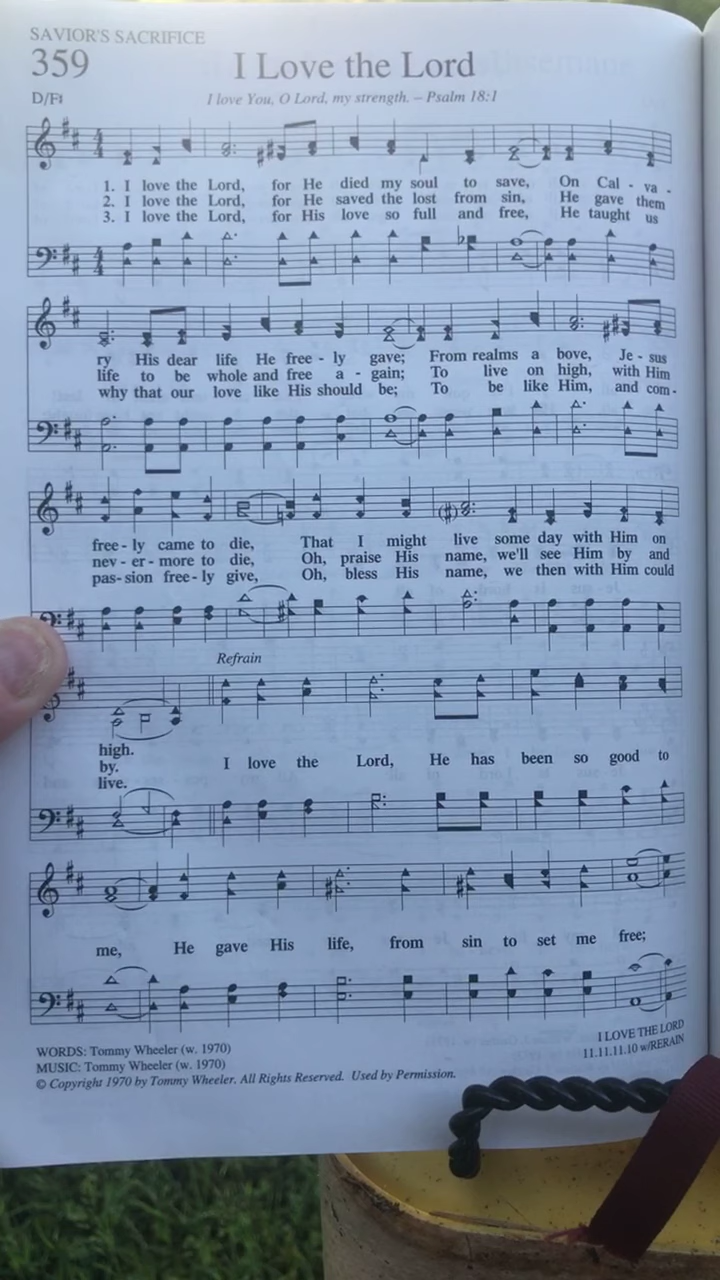 SAVIOR'S SACRIFICE
359
I Love the Lord
D/F♯
I love You, O Lord, my strength. – Psalm 18:1
1. I love the Lord, for He died my soul to save, On Cal - va -
2. I love the Lord, for He saved the lost from sin, He gave them
3. I love the Lord, for His love so full and free, He taught us
ry His dear life He free - ly gave; From realms a bove, Je - sus
life to be whole and free a - gain; To live on high, with Him
why that our love like His should be; To be like Him, and com-
free - ly came to die, That I might live some day with Him on
nev - er - more to die, Oh, praise His name, we'll see Him by and
pas - sion free - ly give, Oh, bless His name, we then with Him could
Refrain
high.
by. I love the Lord, He has been so good to
live.
me, He gave His life, from sin to set me free;
WORDS: Tommy Wheeler (w. 1970)
MUSIC: Tommy Wheeler (w. 1970)
© Copyright 1970 by Tommy Wheeler. All Rights Reserved. Used by Permission.
I LOVE THE LORD
11.11.11.10 w/RERAIN